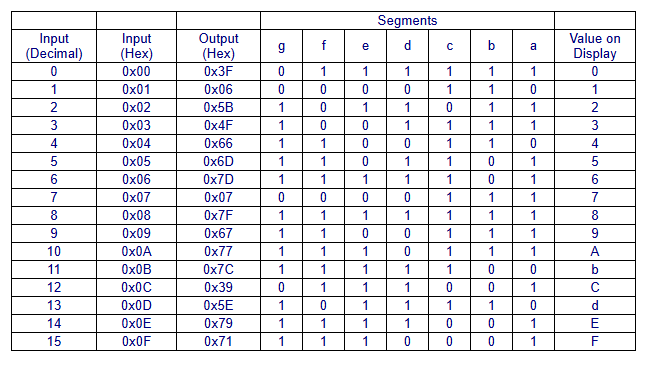 Segments
Input (Decimal) Input (Hex) Output (Hex) g f e d c b a Value on Display
0 0x00 0x3F 0 1 1 1 1 1 1 0
1 0x01 0x06 0 0 0 0 1 1 0 1
2 0x02 0x5B 1 0 1 1 0 1 1 2
3 0x03 0x4F 1 0 0 1 1 1 1 3
4 0x04 0x66 1 1 0 0 1 1 0 4
5 0x05 0x6D 1 1 0 1 1 0 1 5
6 0x06 0x7D 1 1 1 1 1 0 1 6
7 0x07 0x07 0 0 0 0 1 1 1 7
8 0x08 0x7F 1 1 1 1 1 1 1 8
9 0x09 0x67 1 1 0 0 1 1 1 9
10 0x0A 0x77 1 1 1 0 1 1 1 A
11 0x0B 0x7C 1 1 1 1 1 0 0 b
12 0x0C 0x39 0 1 1 1 0 0 1 C
13 0x0D 0x5E 1 0 1 1 1 1 0 d
14 0x0E 0x79 1 1 1 1 0 0 1 E
15 0x0F 0x71 1 1 1 0 0 0 1 F